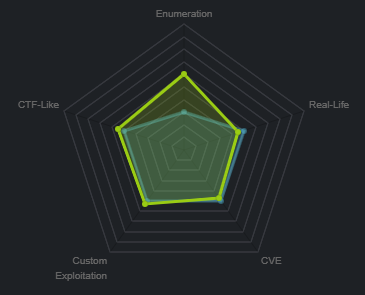 Enumeration
CTF-Like
Real-Life
Custom
Exploitation
CVE